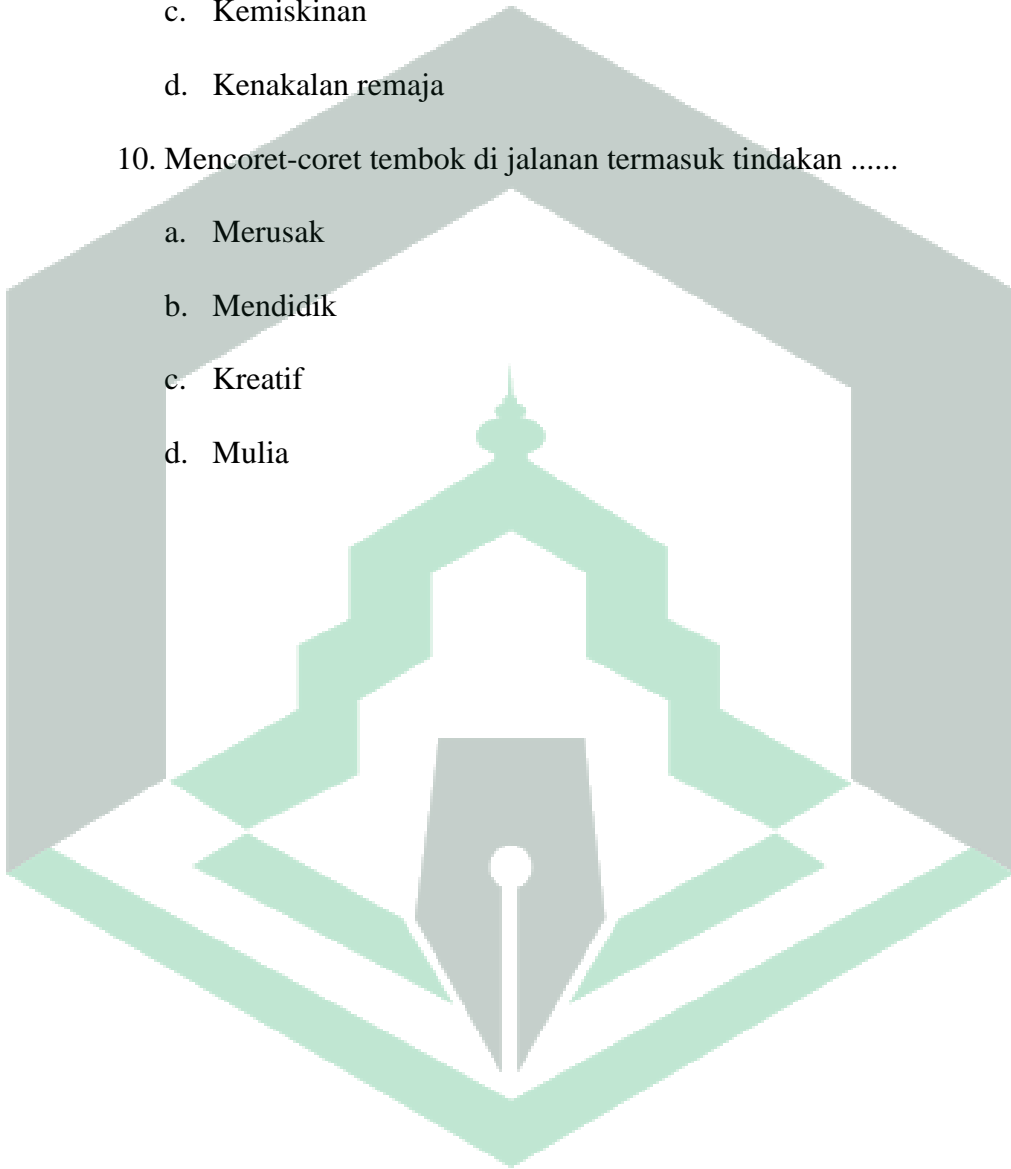 c. Kemiskinan
d. Kenakalan remaja
10. Mencoret-coret tembok di jalanan termasuk tindakan ......
a. Merusak
b. Mendidik
c. Kreatif
d. Mulia